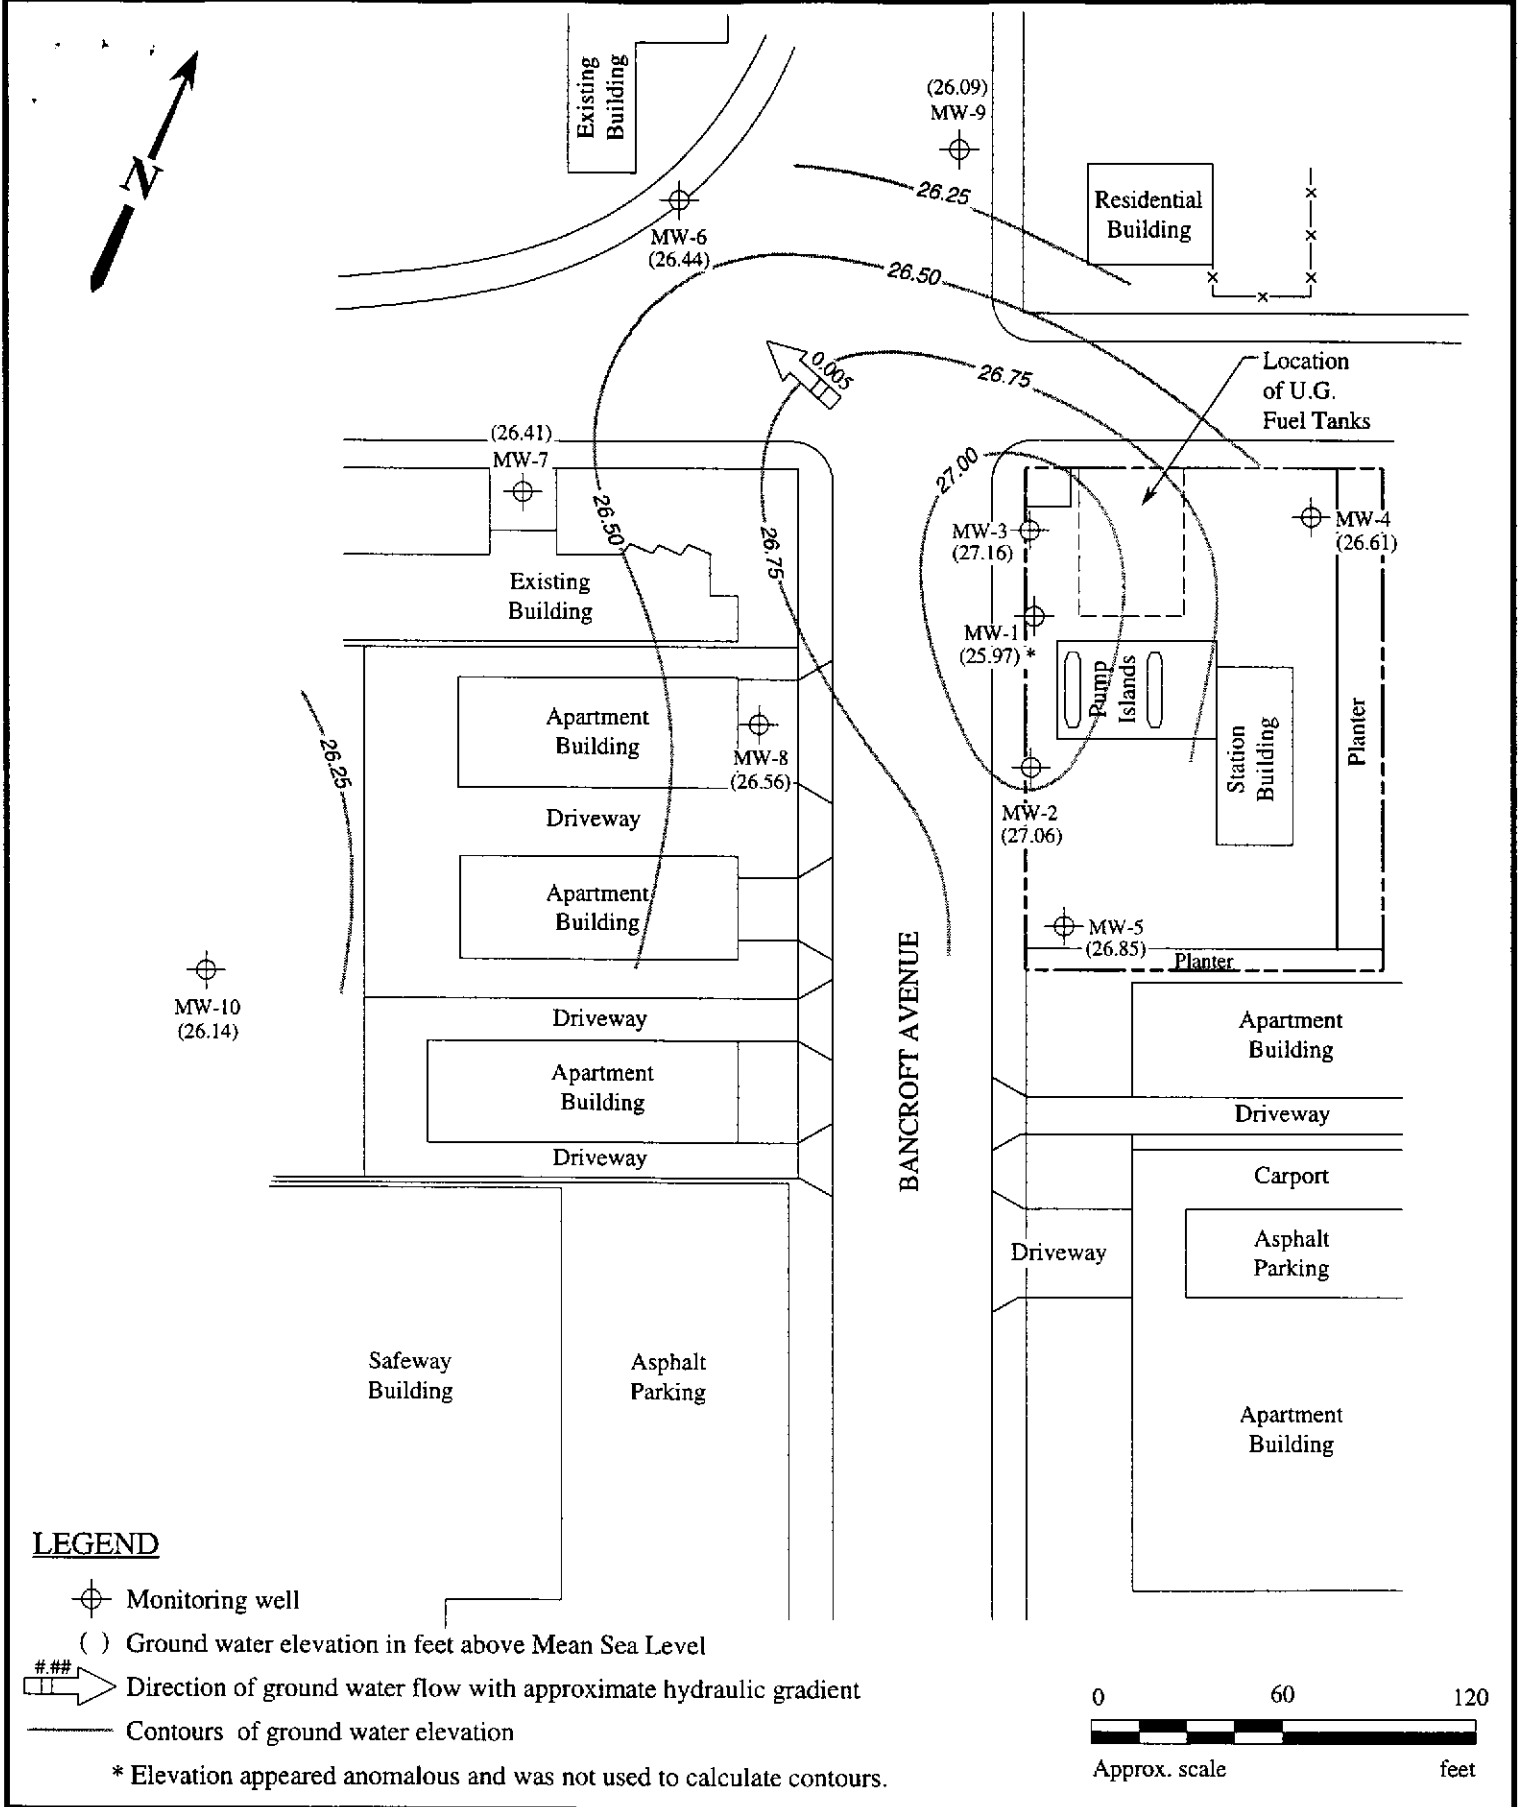 N
Existing
Building
(26.09)
MW-9
26.25
Residential
Building
MW-6
(26.44)
26.50
0.005
26.75
Location
of U.G.
Fuel Tanks
(26.41)
MW-7
27.00
26.50
26.75
MW-3
(27.16)
MW-4
(26.61)
Existing
Building
MW-1
(25.97) *
Pump
Islands
Station
Building
Planter
Apartment
Building
MW-8
(26.56)
26.25
Driveway
MW-2
(27.06)
Apartment
Building
MW-5
(26.85)
Planter
MW-10
(26.14)
Driveway
BANCROFT AVENUE
Apartment
Building
Apartment
Building
Driveway
Driveway
Carport
Driveway
Asphalt
Parking
Safeway
Building
Asphalt
Parking
Apartment
Building
LEGEND
Monitoring well
( ) Ground water elevation in feet above Mean Sea Level
#.## Direction of ground water flow with approximate hydraulic gradient
Contours of ground water elevation
* Elevation appeared anomalous and was not used to calculate contours.
0 60 120
Approx. scale feet